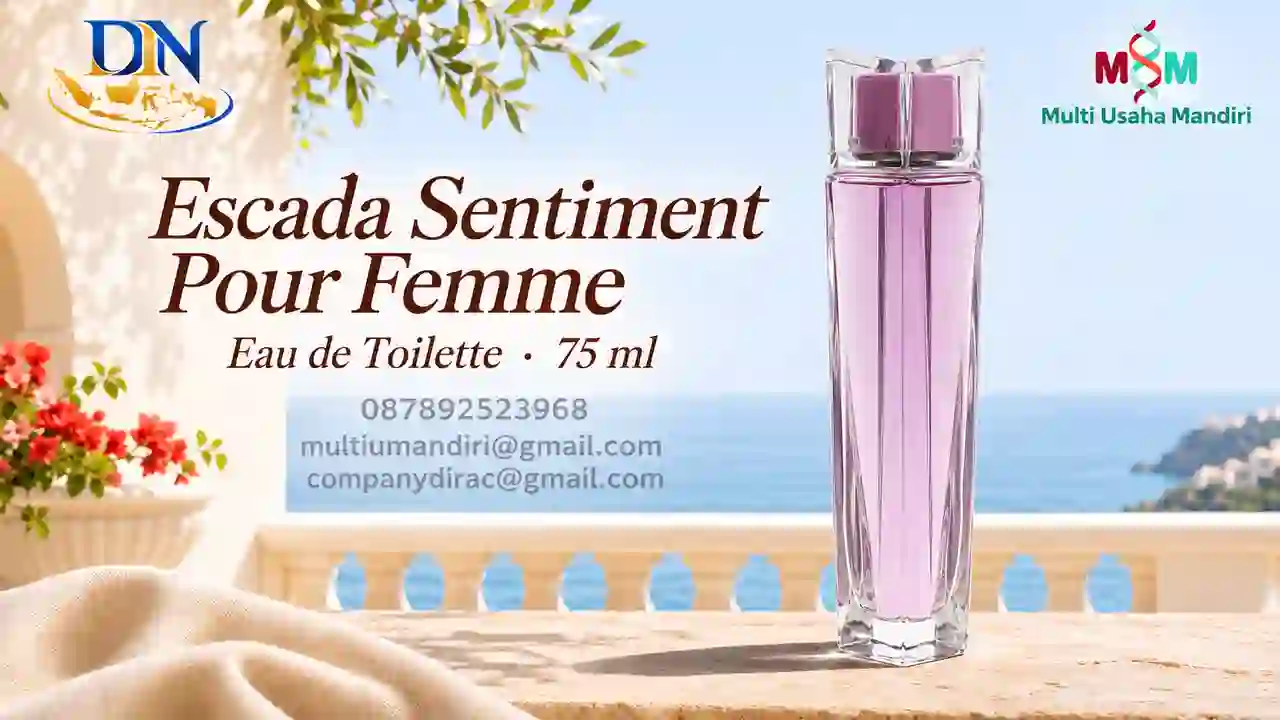 DN
MSM
Multi Usaha Mandiri
Escada Sentiment
Pour Femme
Eau de Toilette · 75 ml
087892523968
multiumandiri@gmail.com
companydirac@gmail.com